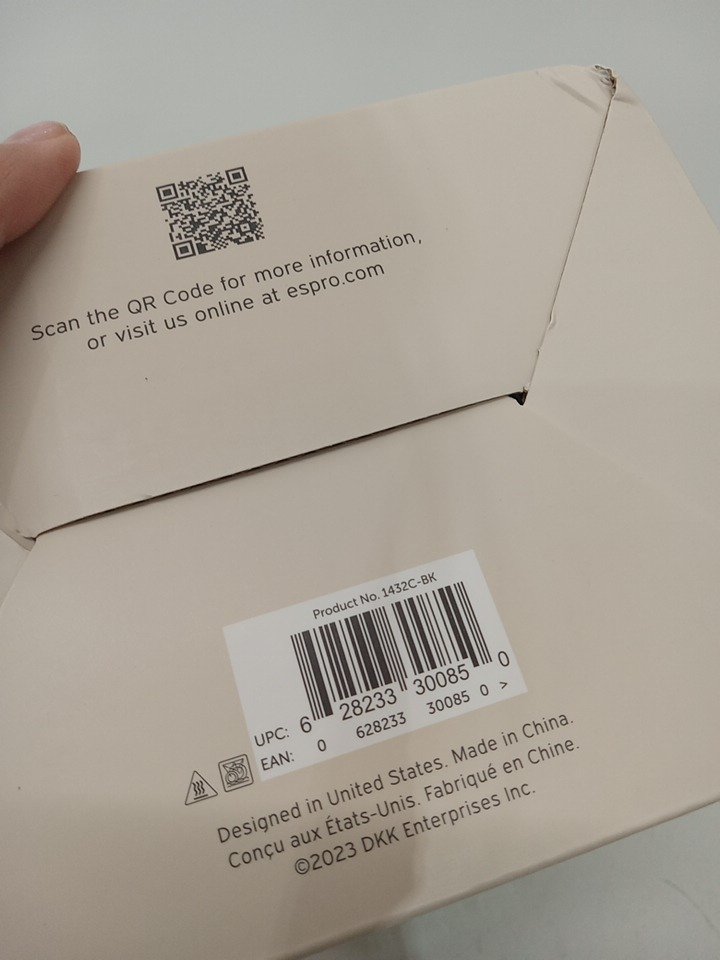 Scan the QR Code for more information,
or visit us online at espro.com
Product No. 1432C-BK
UPC: 6 28233 30085 0
EAN: 0 628233 30085 0 >
Designed in United States. Made in China.
Conçu aux États-Unis. Fabriqué en Chine.
©2023 DKK Enterprises Inc.